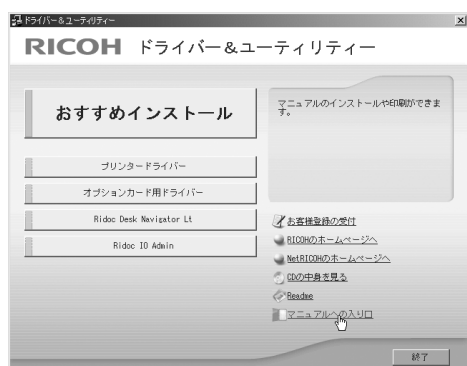 ドライバー&ユーティリティー
RICOH ドライバー&ユーティリティー
おすすめインストール
プリンタードライバー
オプションカード用ドライバー
Ridoc Desk Navigator Lt
Ridoc IO Admin
マニュアルのインストールや印刷ができま
す。
お客様登録の受付
RICOHのホームページへ
NetRICOHのホームページへ
CDの中身を見る
Readme
マニュアルへの入り口
終了